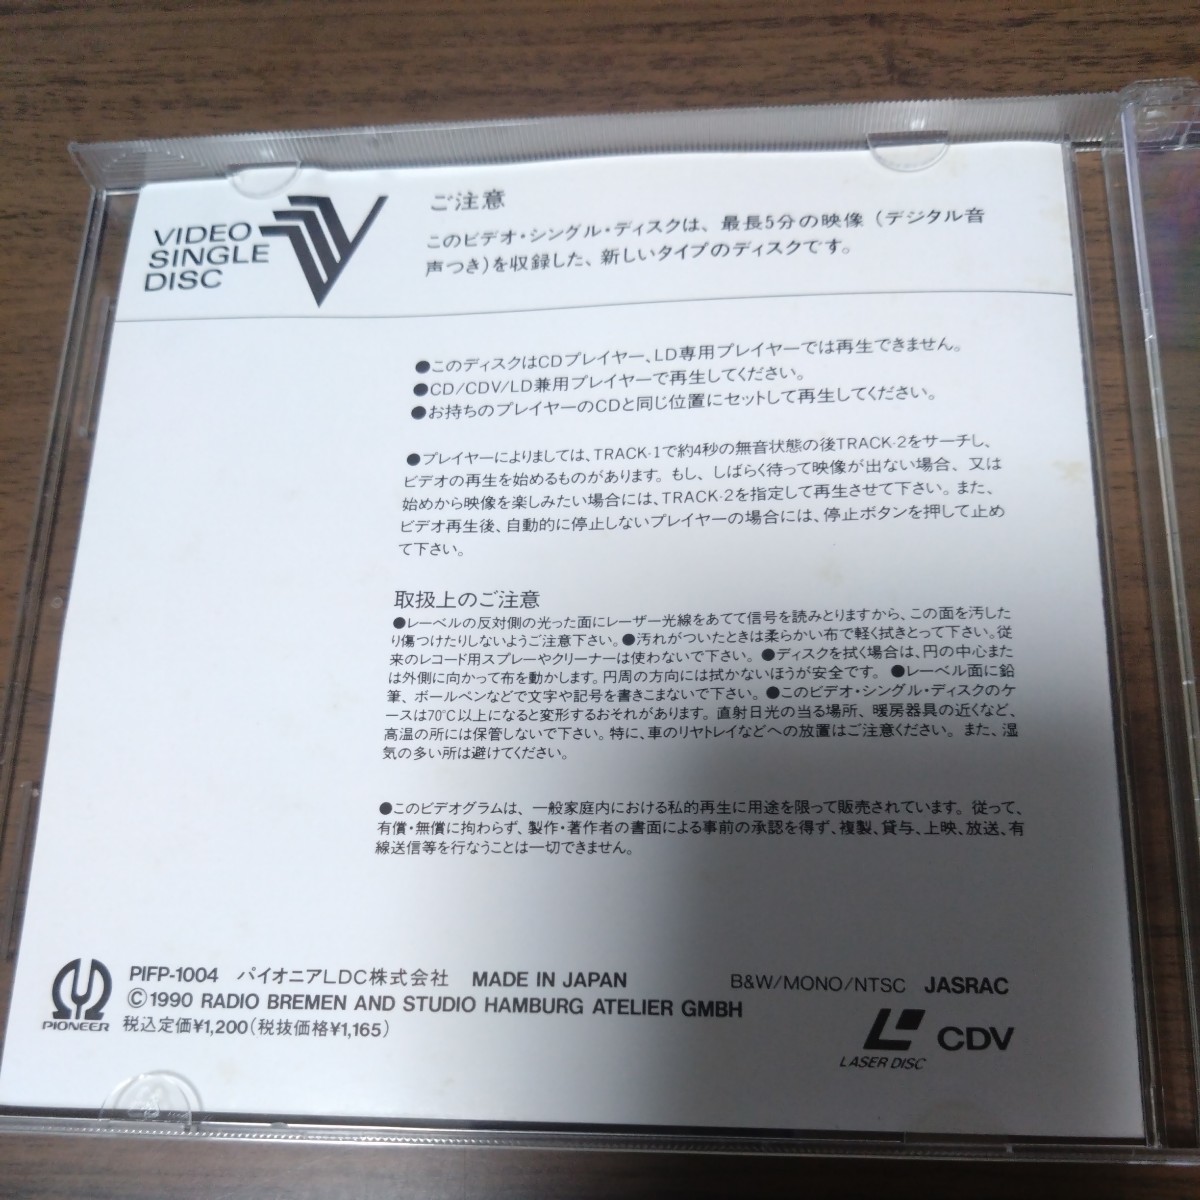 VIDEO
SINGLE
DISC
ご注意
このビデオ・シングル・ディスクは、最長5分の映像（デジタル音
声つき）を収録した、新しいタイプのディスクです。
●このディスクはCDプレイヤー、LD専用プレイヤーでは再生できません。
●CD/CDV/LD兼用プレイヤーで再生してください。
●お持ちのプレイヤーのCDと同じ位置にセットして再生してください。
●プレイヤーによりましては、TRACK-1で約4秒の無音状態の後TRACK-2をサーチし、
ビデオの再生を始めるものがあります。もし、しばらく待って映像が出ない場合、又は
始めから映像を楽しみたい場合には、TRACK-2を指定して再生させて下さい。また、
ビデオ再生後、自動的に停止しないプレイヤーの場合には、停止ボタンを押して止め
て下さい。
取扱上のご注意
●レーベルの反対側の光った面にレーザー光線をあてて信号を読みとりますから、この面を汚した
り傷つけたりしないようご注意下さい。●汚れがついたときは柔らかい布で軽く拭きとって下さい。従
来のレコード用スプレーやクリーナーは使わないで下さい。●ディスクを拭く場合は、円の中心また
は外側に向かって布を動かします。円周の方向には拭かないほうが安全です。●レーベル面に鉛
筆、ボールペンなどで文字や記号を書きこまないで下さい。●このビデオ・シングル・ディスクのケ
ースは70℃以上になると変形するおそれがあります。直射日光の当る場所、暖房器具の近くなど、
高温の所には保管しないで下さい。特に、車のリヤトレイなどへの放置はご注意ください。また、湿
気の多い所は避けてください。
●このビデオグラムは、一般家庭内における私的再生に用途を限って販売されています。従って、
有償・無償に拘わらず、製作・著作者の書面による事前の承認を得ず、複製、貸与、上映、放送、有
線送信等を行なうことは一切できません。
PIONEER
PIFP-1004 パイオニアLDC株式会社 MADE IN JAPAN
©1990 RADIO BREMEN AND STUDIO HAMBURG ATELIER GMBH
税込定価¥1,200（税抜価格¥1,165）
B&W/MONO/NTSC JASRAC
LASER DISC
CDV